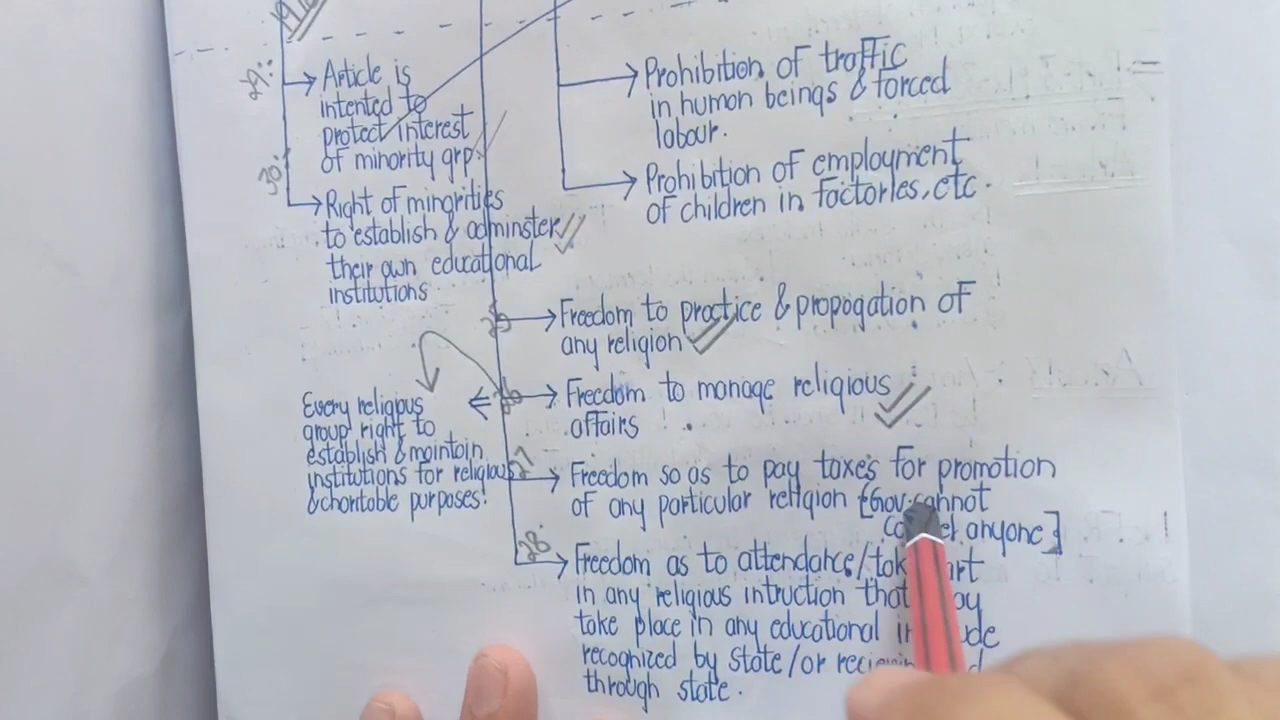 29:
Article is
intented to
protect interest
of minority grp.
30:
Right of minorities
to establish & adminster
their own educational
institutions
Prohibition of traffic
in human beings & forced
labour.
Prohibition of employment
of children in factories, etc.
25
Freedom to practice & propogation of
any religion
26
Freedom to manage religious
affairs
Every religious
group right to
establish & maintain
institutions for religious
& charitable purposes!
27
Freedom so as to pay taxes for promotion
of any particular religion [Gov. cannot
anyone]
28:
Freedom as to attendance/
in any religious intruction that
take place in any educational
recognized by state/or
through state.